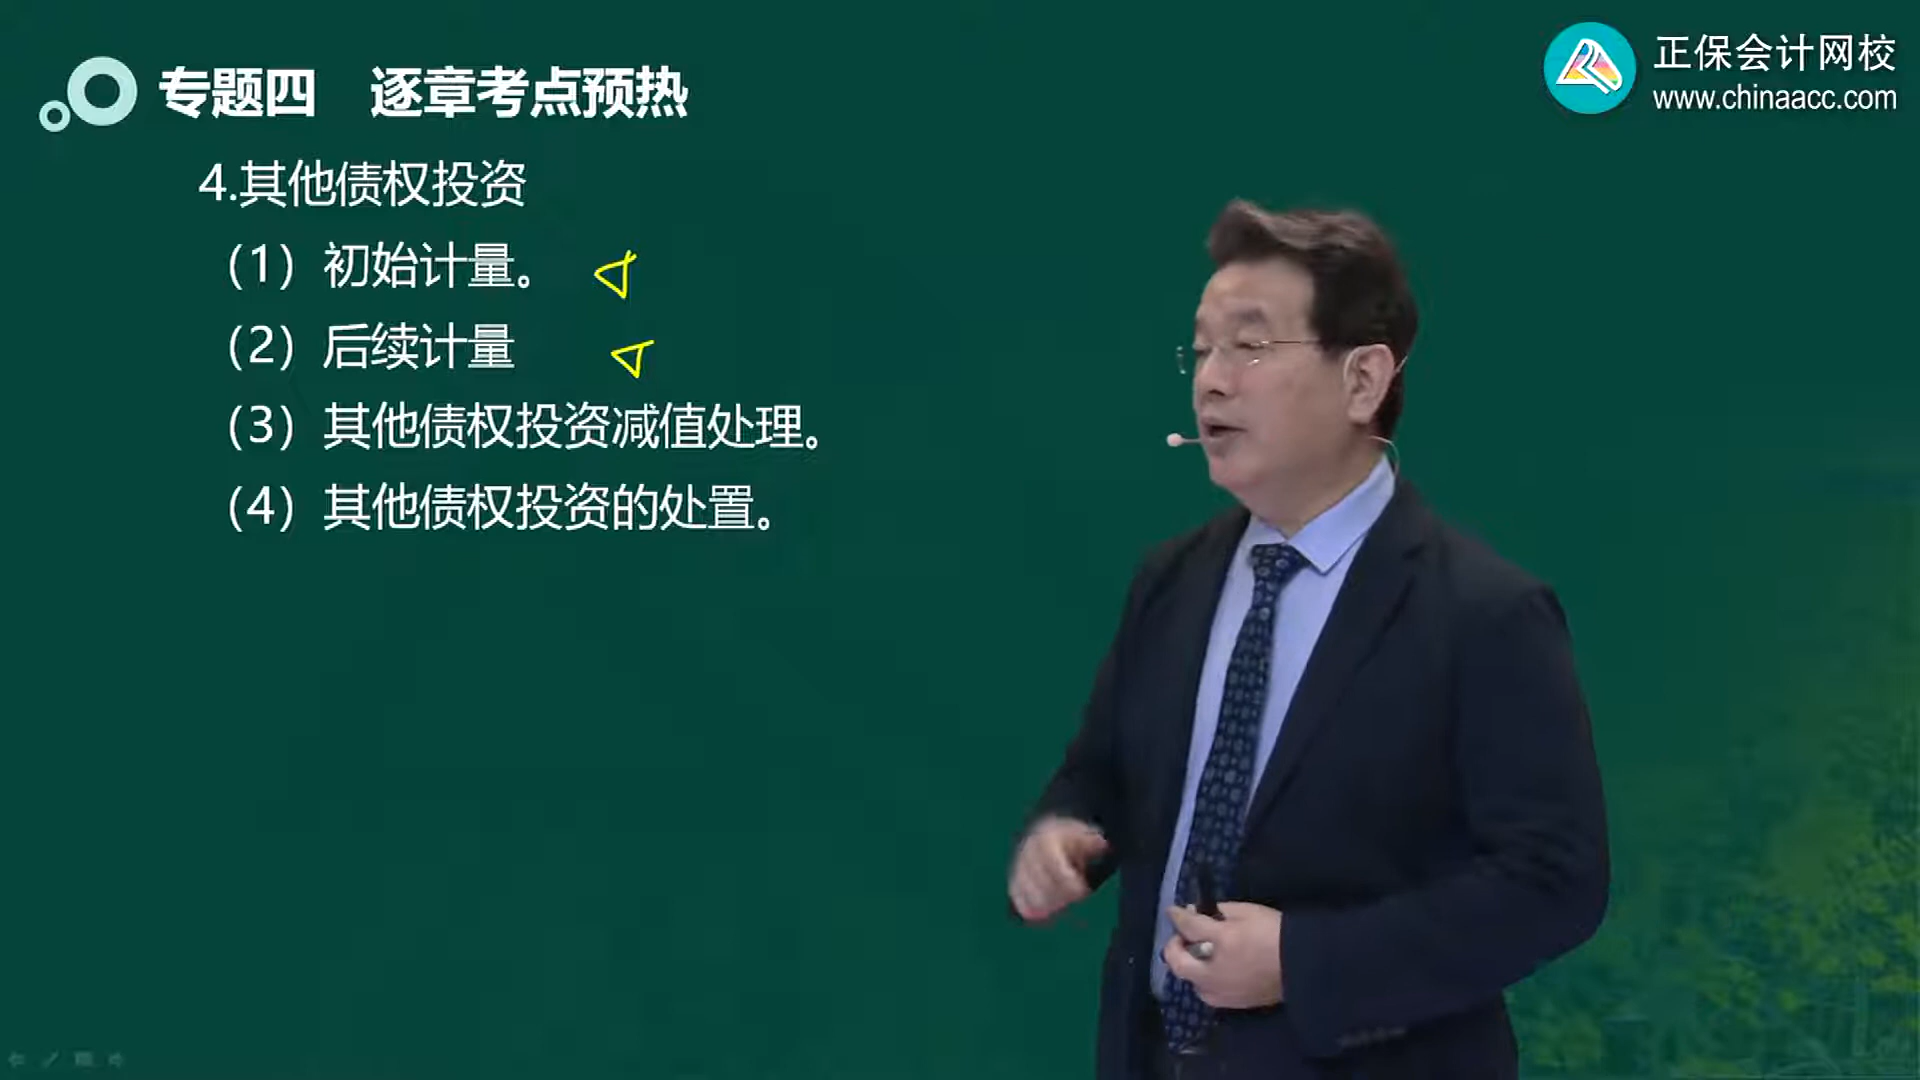 正保会计网校
www.chinaacc.com
专题四 逐章考点预热
4.其他债权投资
（1）初始计量。
（2）后续计量
（3）其他债权投资减值处理。
（4）其他债权投资的处置。